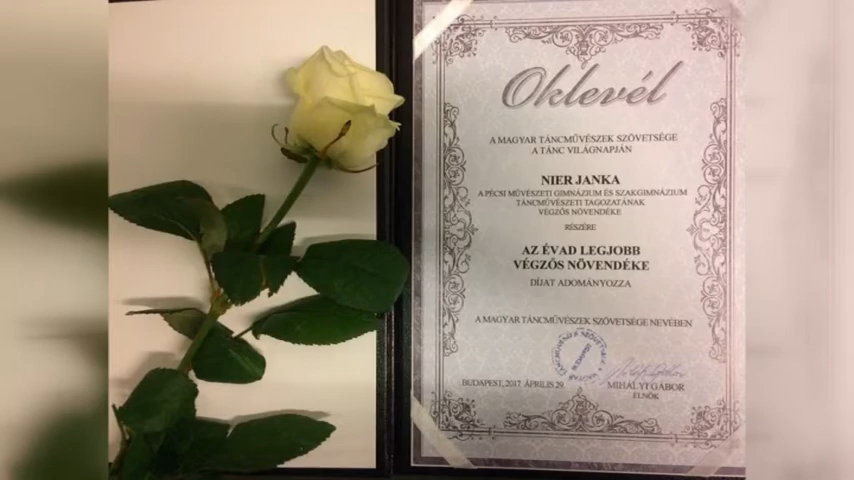 Oklevél
A MAGYAR TÁNCMŰVÉSZEK SZÖVETSÉGE
A TÁNC VILÁGNAPJÁN
NIER JANKA
A PÉCSI MŰVÉSZETI GIMNÁZIUM ÉS SZAKGIMNÁZIUM
TÁNCMŰVÉSZETI TAGOZATÁNAK
VÉGZŐS NÖVENDÉKE
RÉSZÉRE
AZ ÉVAD LEGJOBB
VÉGZŐS NÖVENDÉKE
DÍJAT ADOMÁNYOZZA
A MAGYAR TÁNCMŰVÉSZEK SZÖVETSÉGE NEVÉBEN
BUDAPEST, 2017. ÁPRILIS 29.
MIHÁLYI GÁBOR
ELNÖK